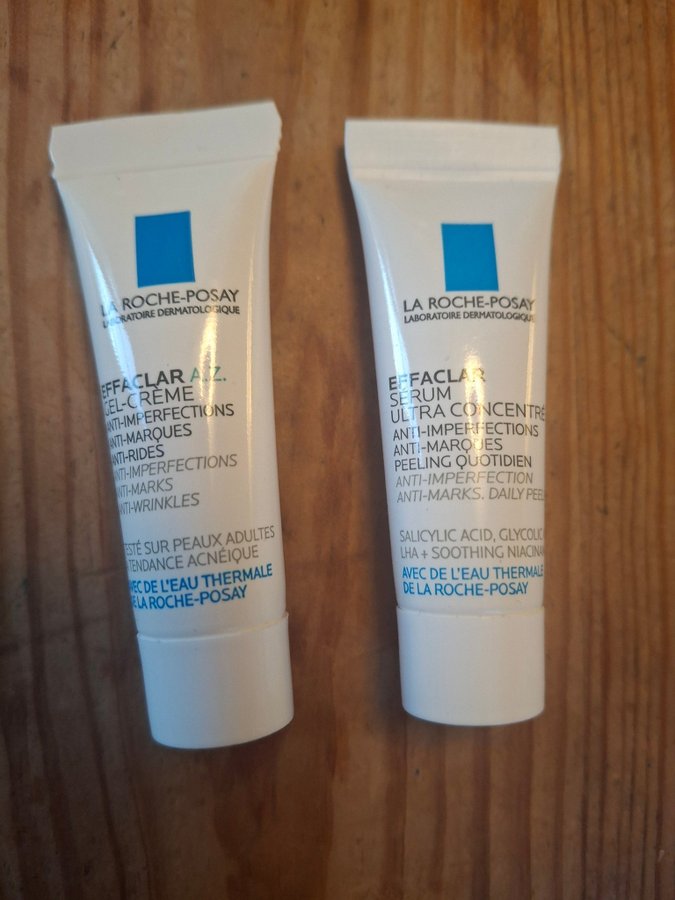 LA ROCHE-POSAY
LABORATOIRE DERMATOLOGIQUE
EFFACLAR A.Z.
GEL-CRÈME
ANTI-IMPERFECTIONS
ANTI-MARQUES
ANTI-RIDES
ANTI-IMPERFECTIONS
ANTI-MARKS
ANTI-WRINKLES
TESTÉ SUR PEAUX ADULTES
À TENDANCE ACNÉIQUE
AVEC DE L'EAU THERMALE
DE LA ROCHE-POSAY
LA ROCHE-POSAY
LABORATOIRE DERMATOLOGIQUE
EFFACLAR
SÉRUM
ULTRA CONCENTRÉ
ANTI-IMPERFECTIONS
ANTI-MARQUES
PEELING QUOTIDIEN
ANTI-IMPERFECTION
ANTI-MARKS. DAILY PEEL
SALICYLIC ACID, GLYCOLIC
LHA + SOOTHING
AVEC DE L'EAU THERMALE
DE LA ROCHE-POSAY